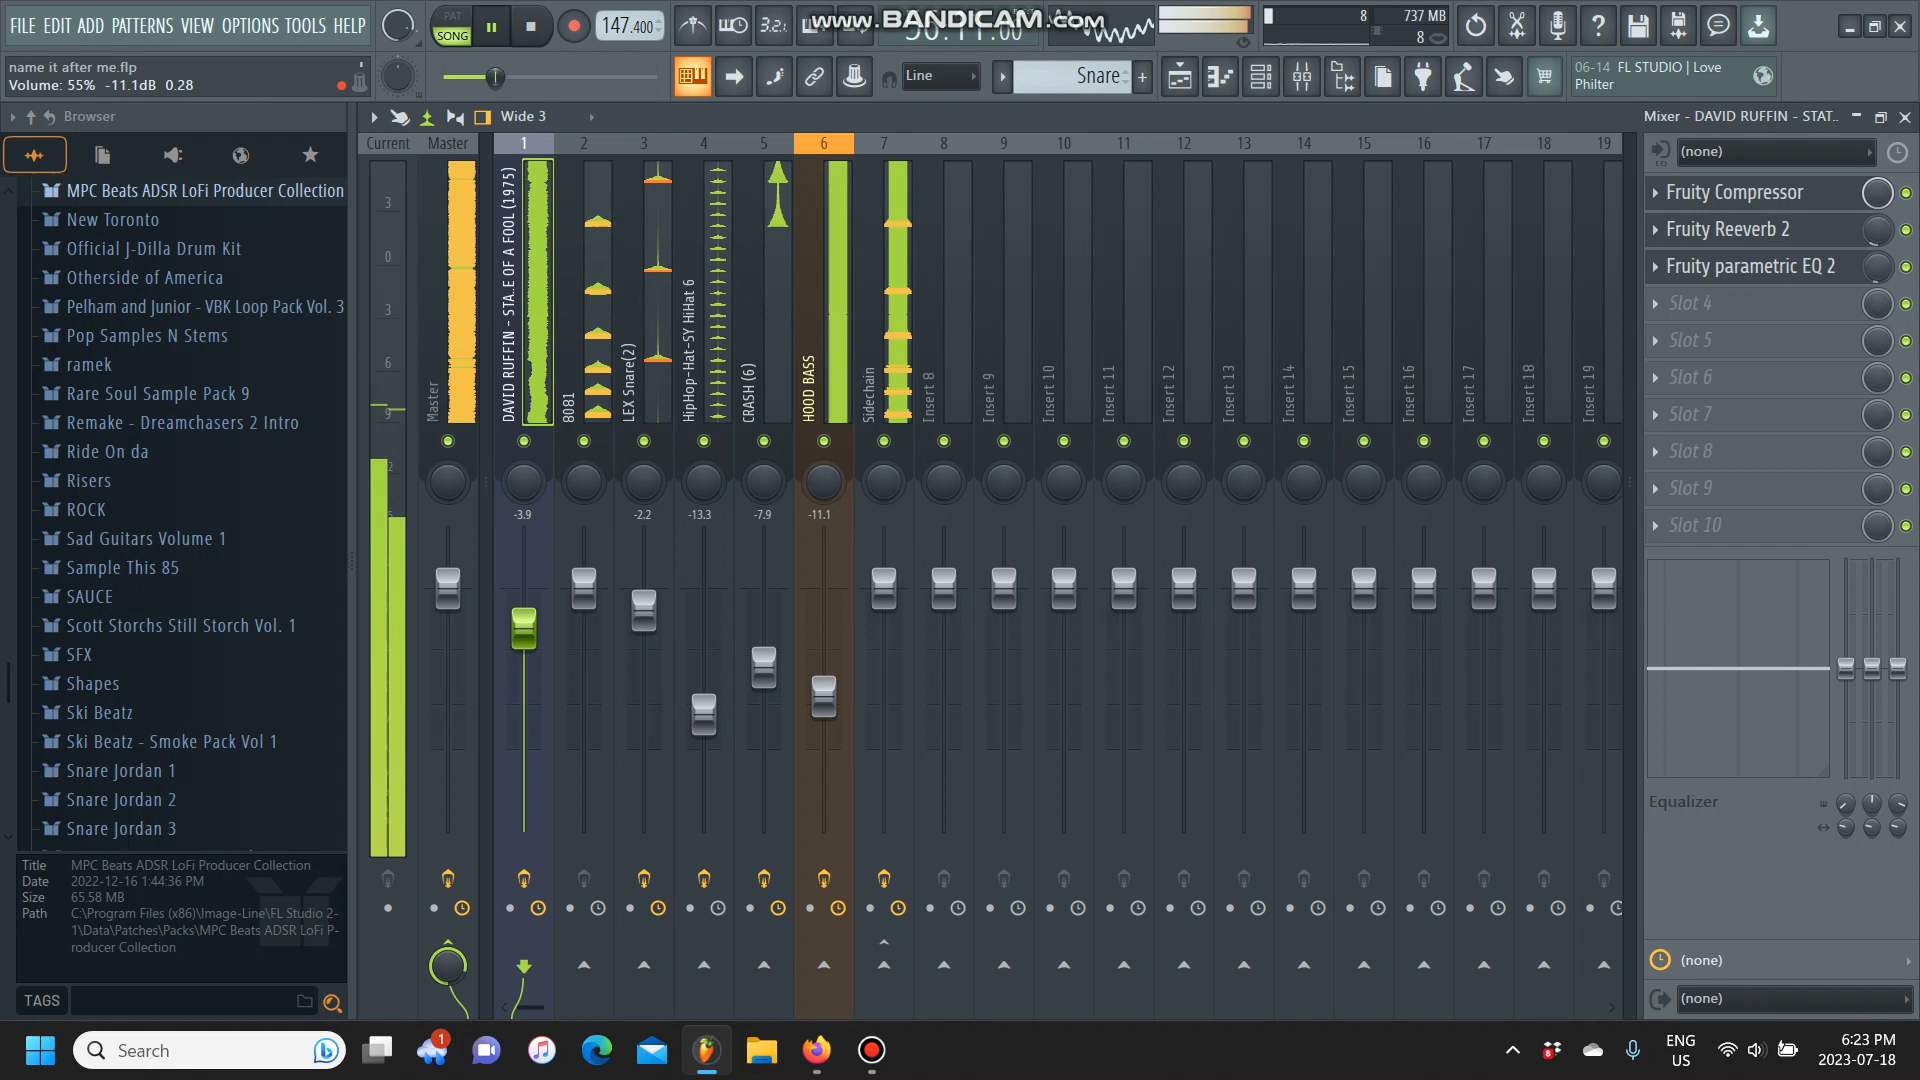 FILE EDIT ADD PATTERNS VIEW OPTIONS TOOLS HELP
PAT
SONG
147.400
3.2.
www.BANDICAM.com
8
737 MB
8
name it after me.flp
Volume: 55% -11.1dB 0.28
Line
Snare
06-14 FL STUDIO | Love
Philter
Browser
Wide 3
Mixer - DAVID RUFFIN - STAT..
Current
Master
1
2
3
4
5
6
7
8
9
10
11
12
13
14
15
16
17
18
19
MPC Beats ADSR LoFi Producer Collection
New Toronto
Official J-Dilla Drum Kit
Otherside of America
Pelham and Junior - VBK Loop Pack Vol. 3
Pop Samples N Stems
ramek
Rare Soul Sample Pack 9
Remake - Dreamchasers 2 Intro
Ride On da
Risers
ROCK
Sad Guitars Volume 1
Sample This 85
SAUCE
Scott Storchs Still Storch Vol. 1
SFX
Shapes
Ski Beatz
Ski Beatz - Smoke Pack Vol 1
Snare Jordan 1
Snare Jordan 2
Snare Jordan 3
Title MPC Beats ADSR LoFi Producer Collection
Date 2022-12-16 1:44:36 PM
Size 65.58 MB
Path C:\Program Files (x86)\Image-Line\FL Studio 2-
1\Data\Patches\Packs\MPC Beats ADSR LoFi P-
roducer Collection
TAGS
3
0
3
6
9
Master
DAVID RUFFIN - STA..E OF A FOOL (1975)
8081
LEX Snare(2)
HipHop-Hat-SY HiHat 6
CRASH (6)
HOOD BASS
Sidechain
Insert 8
Insert 9
Insert 10
Insert 11
Insert 12
Insert 13
Insert 14
Insert 15
Insert 16
Insert 17
Insert 18
Insert 19
-3.9
-2.2
-13.3
-7.9
-11.1
(none)
Fruity Compressor
Fruity Reeverb 2
Fruity parametric EQ 2
Slot 4
Slot 5
Slot 6
Slot 7
Slot 8
Slot 9
Slot 10
Equalizer
(none)
(none)
Search
1
8
ENG
US
6:23 PM
2023-07-18